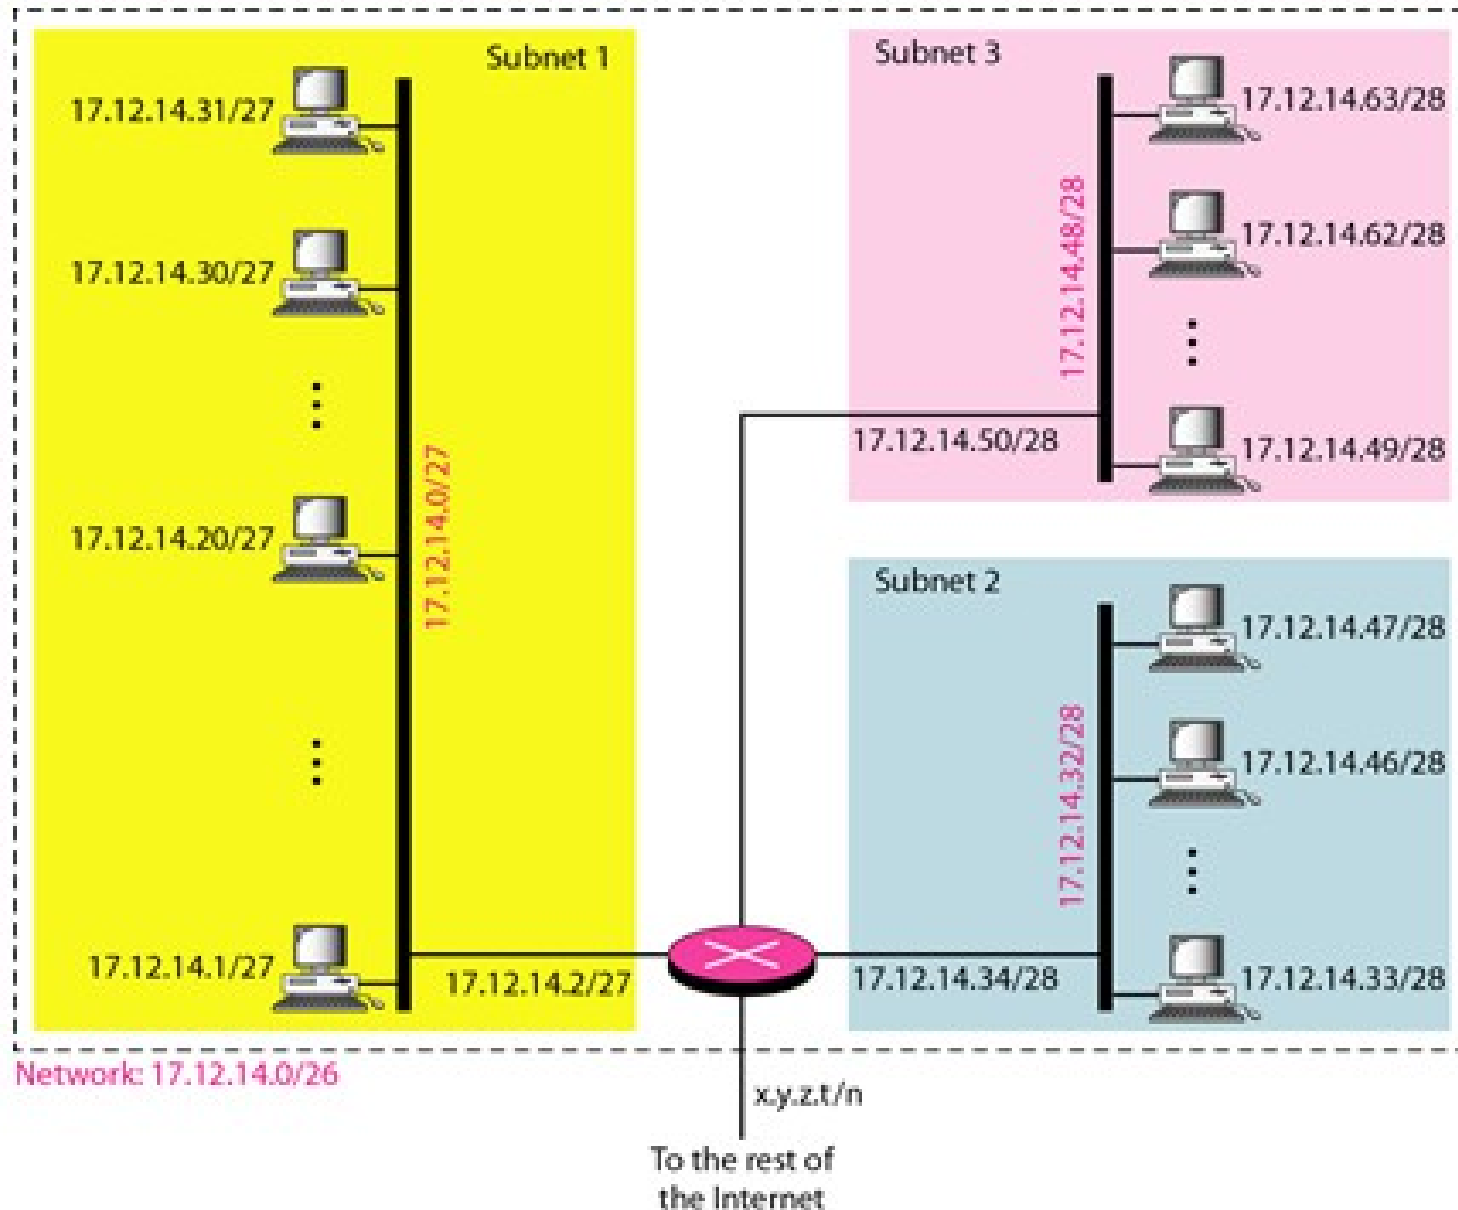 Subnet 1
17.12.14.31/27
17.12.14.30/27
17.12.14.20/27
17.12.14.1/27
17.12.14.0/27
17.12.14.2/27
Subnet 3
17.12.14.63/28
17.12.14.62/28
17.12.14.49/28
17.12.14.48/28
17.12.14.50/28
Subnet 2
17.12.14.47/28
17.12.14.46/28
17.12.14.33/28
17.12.14.32/28
17.12.14.34/28
Network: 17.12.14.0/26
x.y.z.t/n
To the rest of
the Internet